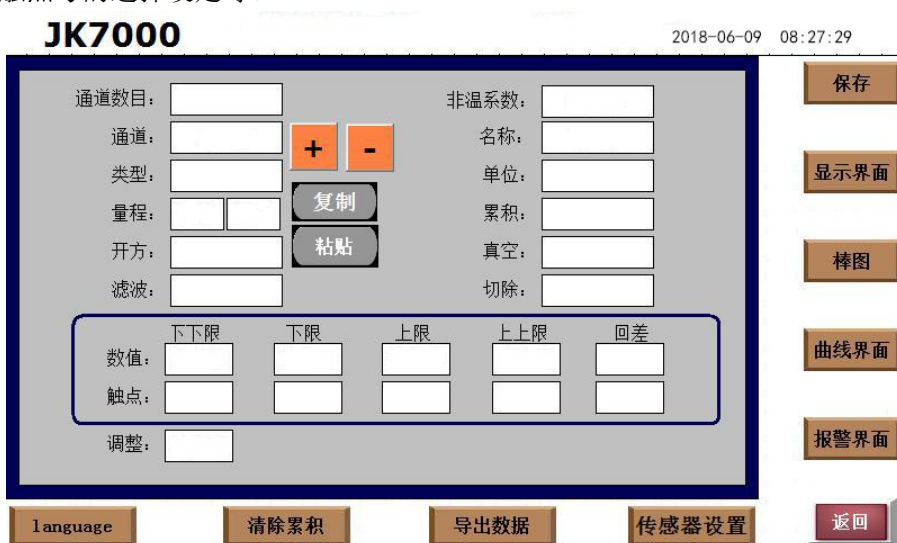 JK7000 2018-06-09 08:27:29
通道数目: 非温系数: 保存
通道: + - 名称:
类型: 单位: 显示界面
量程: 复制 累积:
开方: 粘贴 真空: 棒图
滤波: 切除:
下下限 下限 上限 上上限 回差
数值: 曲线界面
触点:
调整: 报警界面
language 清除累积 导出数据 传感器设置 返回